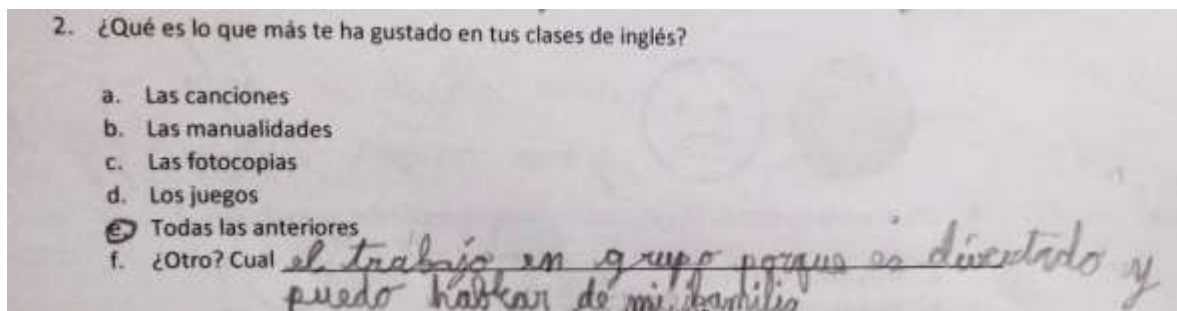 2. ¿Qué es lo que más te ha gustado en tus clases de inglés?
a. Las canciones
b. Las manualidades
c. Las fotocopias
d. Los juegos
e. Todas las anteriores
f. ¿Otro? Cual el trabajo en grupo porque es divertido y
puedo hablar de mi familia